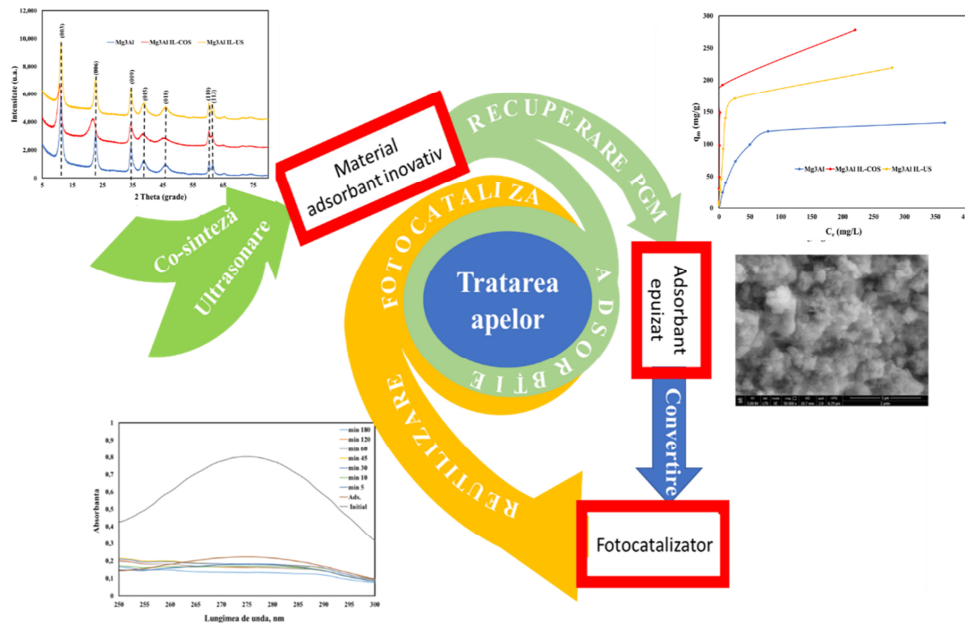 Intensitate (u.a.)
12,000
10,000
8,000
6,000
4,000
2,000
0
5
15
25
35
45
55
65
75
2 Theta (grade)
Mg3Al
Mg3Al IL-COS
Mg3Al IL-US
(003)
(006)
(009)
(015)
(018)
(110)
(113)
Co-sinteză
Ultrasonare
Material
adsorbant inovativ
RECUPERARE PGM
FOTOCATALIZA
ADSORBȚIE
Tratarea
apelor
REUTILIZARE
Adsorbant
epuizat
Convertire
Fotocatalizator
300
250
200
150
100
50
0
0
100
200
300
400
Mg3Al
Mg3Al IL-COS
Mg3Al IL-US
Cₑ (mg/L)
Absorbanta
0,9
0,8
0,7
0,6
0,5
0,4
0,3
0,2
0,1
0
250
255
260
265
270
275
280
285
290
295
300
Lungimea de unda, nm
min 180
min 120
min 60
min 45
min 30
min 10
min 5
Ads.
Initial